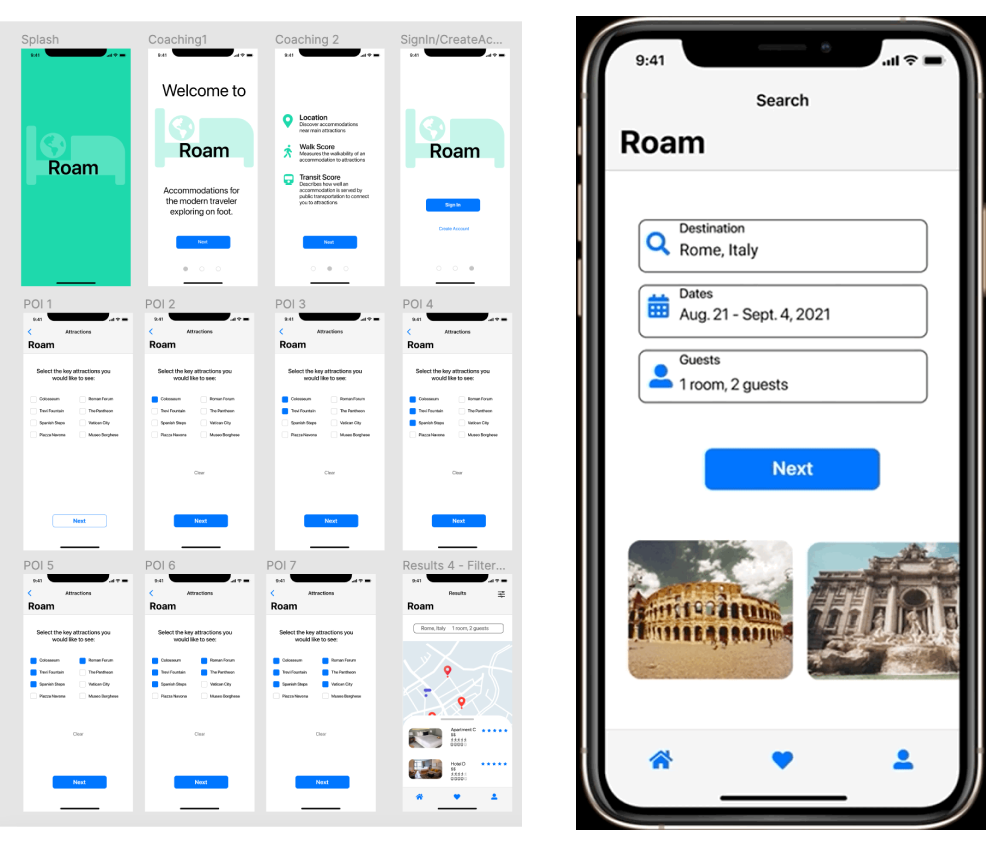 Splash
9:41
Roam
Coaching1
9:41
Welcome to
Roam
Accommodations for
the modern traveler
exploring on foot.
Next
Coaching 2
9:41
Location
Discover accommodations
near main attractions
Walk Score
Measures the walkability of an
accommodation to attractions
Transit Score
Describes how well an
accommodation is served by
public transportation to connect
you to attractions
Next
SignIn/CreateAc...
9:41
Roam
Sign In
Create Account
POI 1
9:41
Attractions
Roam
Select the key attractions you
would like to see:
Colosseum Roman Forum
Trevi Fountain The Pantheon
Spanish Steps Vatican City
Piazza Navona Museo Borghese
Next
POI 2
9:41
Attractions
Roam
Select the key attractions you
would like to see:
Colosseum Roman Forum
Trevi Fountain The Pantheon
Spanish Steps Vatican City
Piazza Navona Museo Borghese
Clear
Next
POI 3
9:41
Attractions
Roam
Select the key attractions you
would like to see:
Colosseum Roman Forum
Trevi Fountain The Pantheon
Spanish Steps Vatican City
Piazza Navona Museo Borghese
Clear
Next
POI 4
9:41
Attractions
Roam
Select the key attractions you
would like to see:
Colosseum Roman Forum
Trevi Fountain The Pantheon
Spanish Steps Vatican City
Piazza Navona Museo Borghese
Clear
Next
POI 5
9:41
Attractions
Roam
Select the key attractions you
would like to see:
Colosseum Roman Forum
Trevi Fountain The Pantheon
Spanish Steps Vatican City
Piazza Navona Museo Borghese
Clear
Next
POI 6
9:41
Attractions
Roam
Select the key attractions you
would like to see:
Colosseum Roman Forum
Trevi Fountain The Pantheon
Spanish Steps Vatican City
Piazza Navona Museo Borghese
Clear
Next
POI 7
9:41
Attractions
Roam
Select the key attractions you
would like to see:
Colosseum Roman Forum
Trevi Fountain The Pantheon
Spanish Steps Vatican City
Piazza Navona Museo Borghese
Clear
Next
Results 4 - Filter...
9:41
Results
Roam
Rome, Italy 1 room, 2 guests
Apartment C
$$
Hotel D
$$
9:41
Search
Roam
Destination
Rome, Italy
Dates
Aug. 21 - Sept. 4, 2021
Guests
1 room, 2 guests
Next